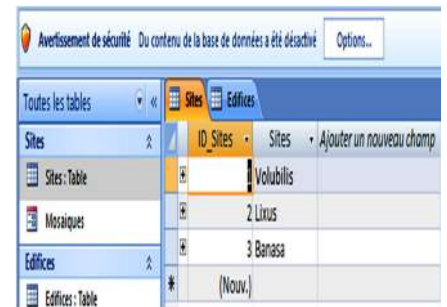 Avertissement de sécurité Du contenu de la base de données a été désactivé Options...
Toutes les tables
Sites Edifices
Sites
ID_Sites Sites Ajouter un nouveau champ
Sites : Table
1 Volubilis
Mosaiques
2 Lixus
Edifices
3 Banasa
Edifices : Table
(Nouv.)